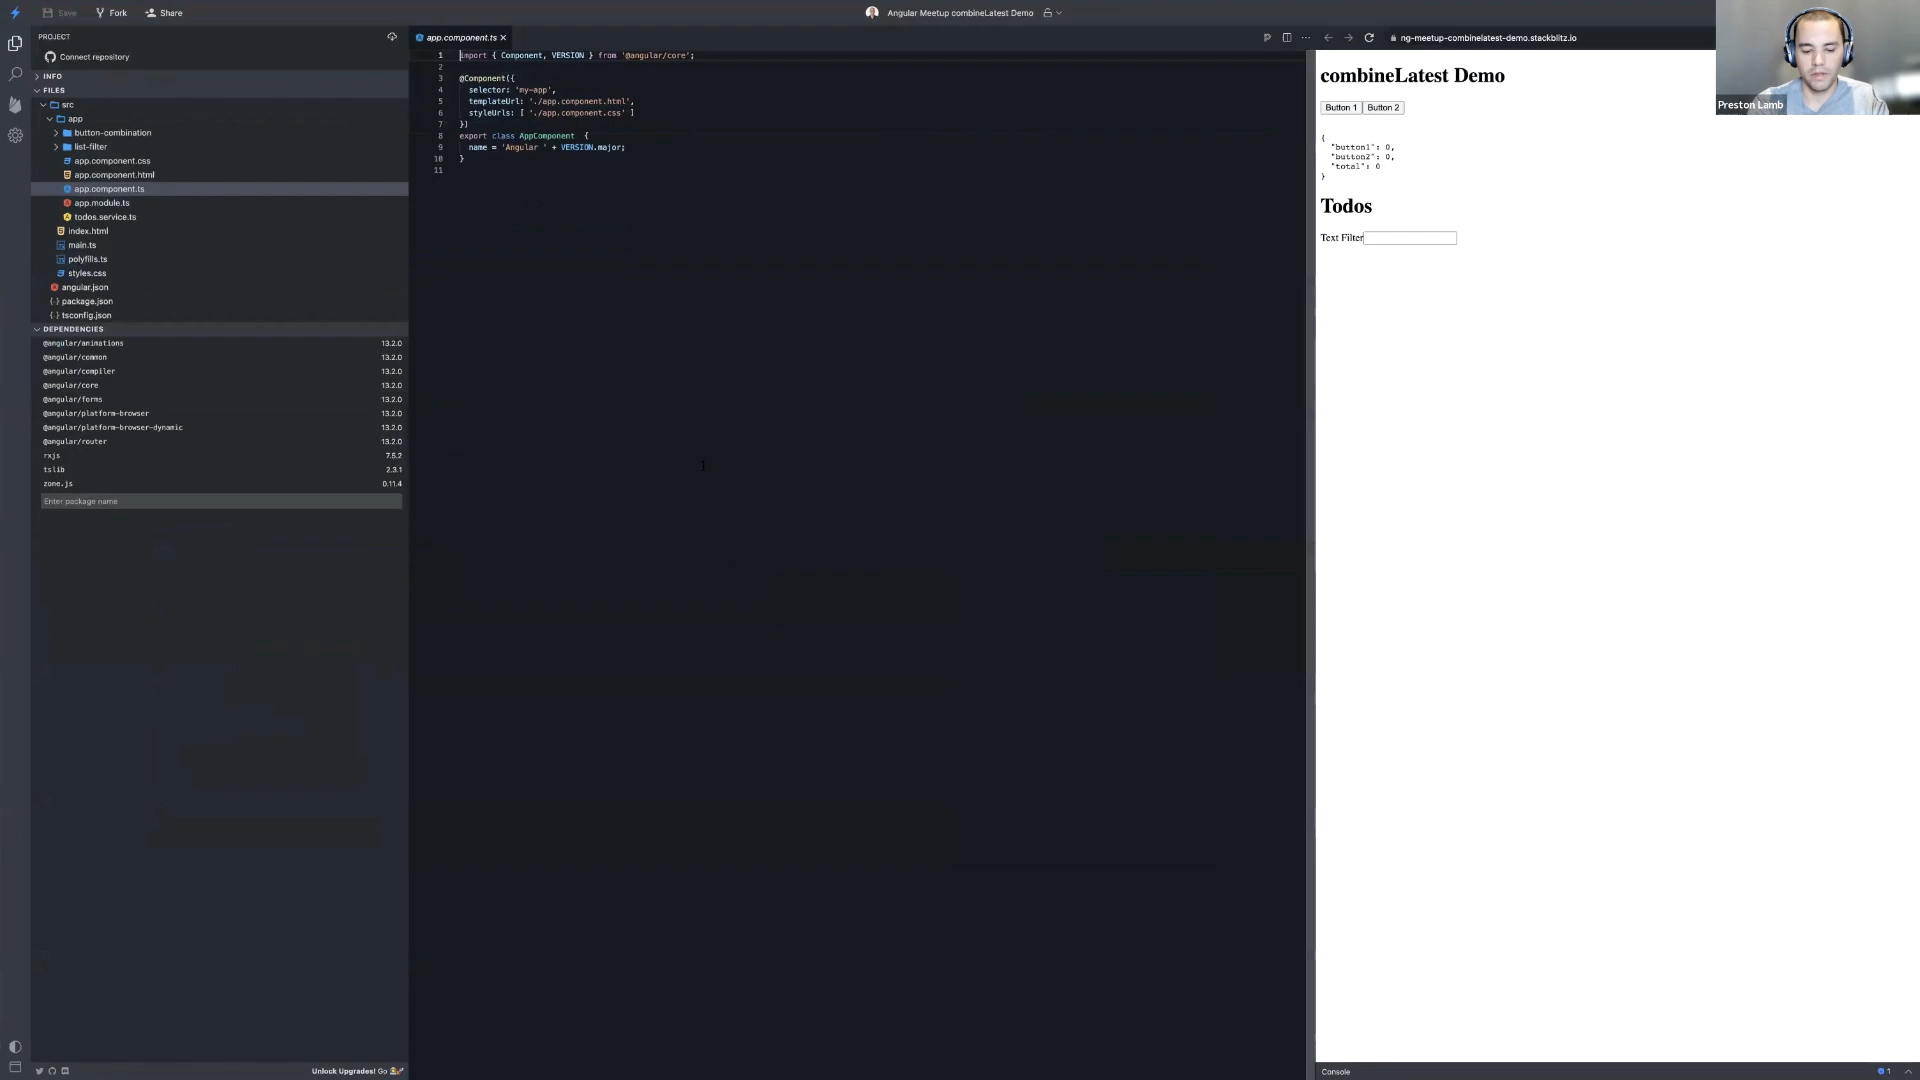 Save Fork Share
Angular Meetup combineLatest Demo
PROJECT
Connect repository
INFO
FILES
src
app
button-combination
list-filter
app.component.css
app.component.html
app.component.ts
app.module.ts
todos.service.ts
index.html
main.ts
polyfills.ts
styles.css
angular.json
package.json
tsconfig.json
DEPENDENCIES
@angular/animations 13.2.0
@angular/common 13.2.0
@angular/compiler 13.2.0
@angular/core 13.2.0
@angular/forms 13.2.0
@angular/platform-browser 13.2.0
@angular/platform-browser-dynamic 13.2.0
@angular/router 13.2.0
rxjs 7.5.2
tslib 2.3.1
zone.js 0.11.4
Enter package name
Unlock Upgrades! Go
app.component.ts
1 import { Component, VERSION } from '@angular/core';
2
3 @Component({
4 selector: 'my-app',
5 templateUrl: './app.component.html',
6 styleUrls: [ './app.component.css' ]
7 })
8 export class AppComponent {
9 name = 'Angular ' + VERSION.major;
10 }
11
ng-meetup-combinelatest-demo.stackblitz.io
combineLatest Demo
Button 1 Button 2
{
"button1": 0,
"button2": 0,
"total": 0
}
Todos
Text Filter
Console
1
Preston Lamb